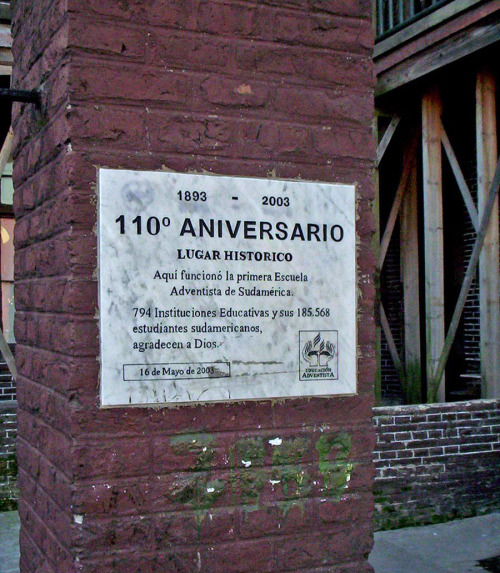 1893 - 2003
110º ANIVERSARIO
LUGAR HISTORICO
Aquí funcionó la primera Escuela
Adventista de Sudamérica.
794 Instituciones Educativas y sus 185.568
estudiantes sudamericanos,
agradecen a Dios.
16 de Mayo de 2003
EDUCACIÓN
ADVENTISTA